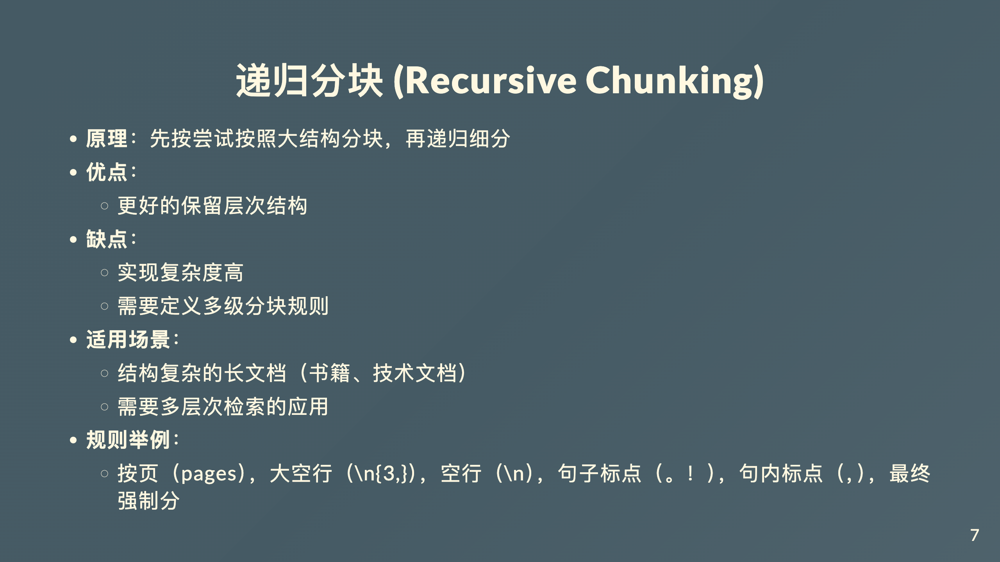 递归分块 (Recursive Chunking)
• 原理：先按尝试按照大结构分块，再递归细分
• 优点：
○ 更好的保留层次结构
• 缺点：
○ 实现复杂度高
○ 需要定义多级分块规则
• 适用场景：
○ 结构复杂的长文档（书籍、技术文档）
○ 需要多层次检索的应用
• 规则举例：
○ 按页（pages），大空行（\n{3,}），空行（\n），句子标点（。！），句内标点（，），最终
强制分
7